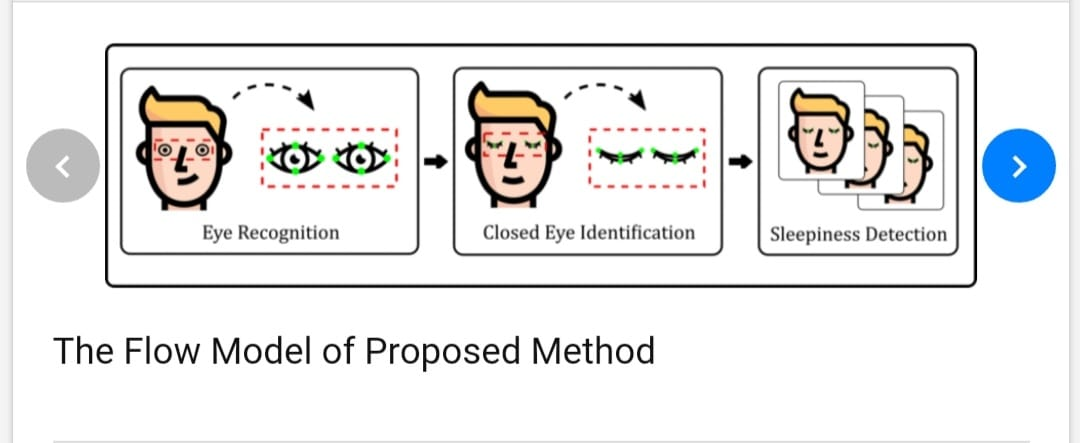 Eye Recognition
Closed Eye Identification
Sleepiness Detection
The Flow Model of Proposed Method